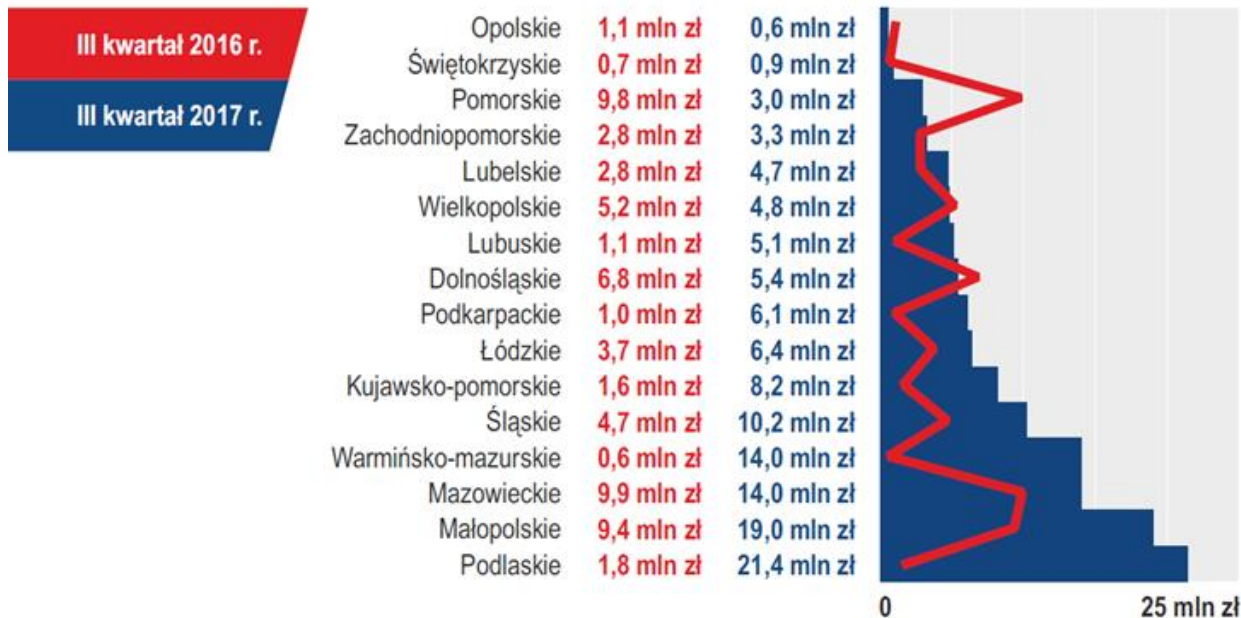 III kwartał 2016 r.
III kwartał 2017 r.
Opolskie 1,1 mln zł 0,6 mln zł
Świętokrzyskie 0,7 mln zł 0,9 mln zł
Pomorskie 9,8 mln zł 3,0 mln zł
Zachodniopomorskie 2,8 mln zł 3,3 mln zł
Lubelskie 2,8 mln zł 4,7 mln zł
Wielkopolskie 5,2 mln zł 4,8 mln zł
Lubuskie 1,1 mln zł 5,1 mln zł
Dolnośląskie 6,8 mln zł 5,4 mln zł
Podkarpackie 1,0 mln zł 6,1 mln zł
Łódzkie 3,7 mln zł 6,4 mln zł
Kujawsko-pomorskie 1,6 mln zł 8,2 mln zł
Śląskie 4,7 mln zł 10,2 mln zł
Warmińsko-mazurskie 0,6 mln zł 14,0 mln zł
Mazowieckie 9,9 mln zł 14,0 mln zł
Małopolskie 9,4 mln zł 19,0 mln zł
Podlaskie 1,8 mln zł 21,4 mln zł
0 25 mln zł